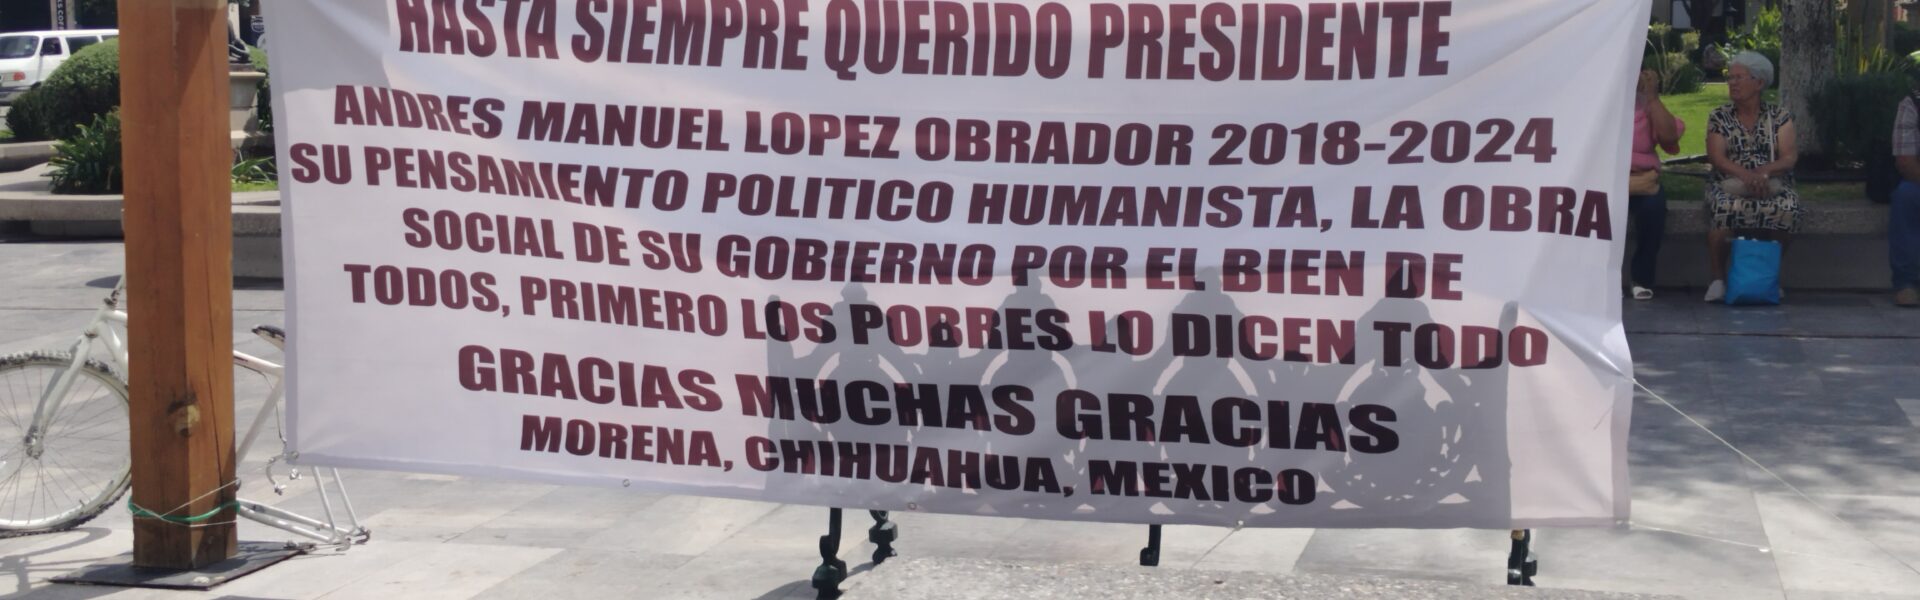 HASTA SIEMPRE QUERIDO PRESIDENTE
ANDRES MANUEL LOPEZ OBRADOR 2018-2024
SU PENSAMIENTO POLITICO HUMANISTA, LA OBRA
SOCIAL DE SU GOBIERNO POR EL BIEN DE
TODOS, PRIMERO LOS POBRES LO DICEN TODO
GRACIAS MUCHAS GRACIAS
MORENA, CHIHUAHUA, MEXICO